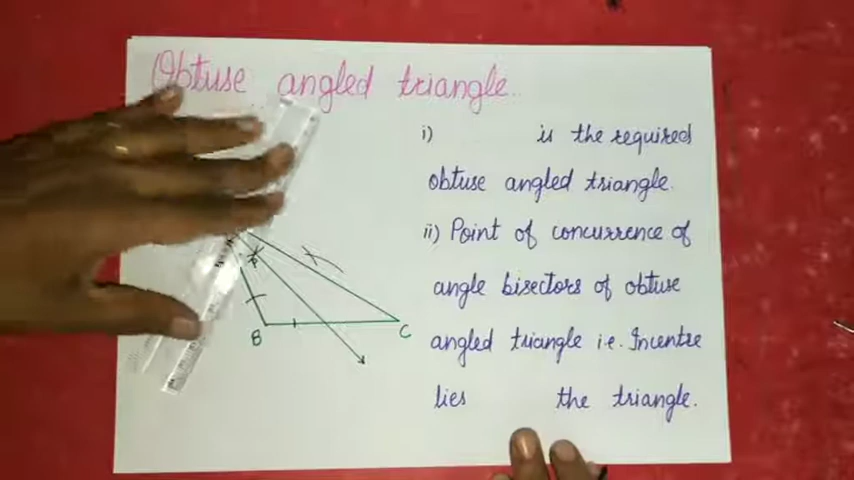 Obtuse angled triangle.
i) is the required
obtuse angled triangle.
ii) Point of concurrence of
angle bisectors of obtuse
angled triangle i.e. Incentre
lies the triangle.
B
C